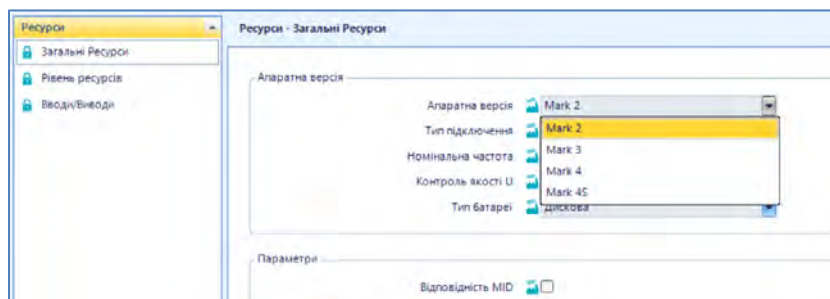 Ресурси
Загальні Ресурси
Рівень ресурсів
Вводи/Виводи
Ресурси - Загальні Ресурси
Апаратна версія
Апаратна версія Mark 2
Тип підключення Mark 2
Mark 3
Номінальна частота
Mark 4
Контроль якості U
Mark 4S
Тип батареї Дискова
Параметри
Відповідність MID